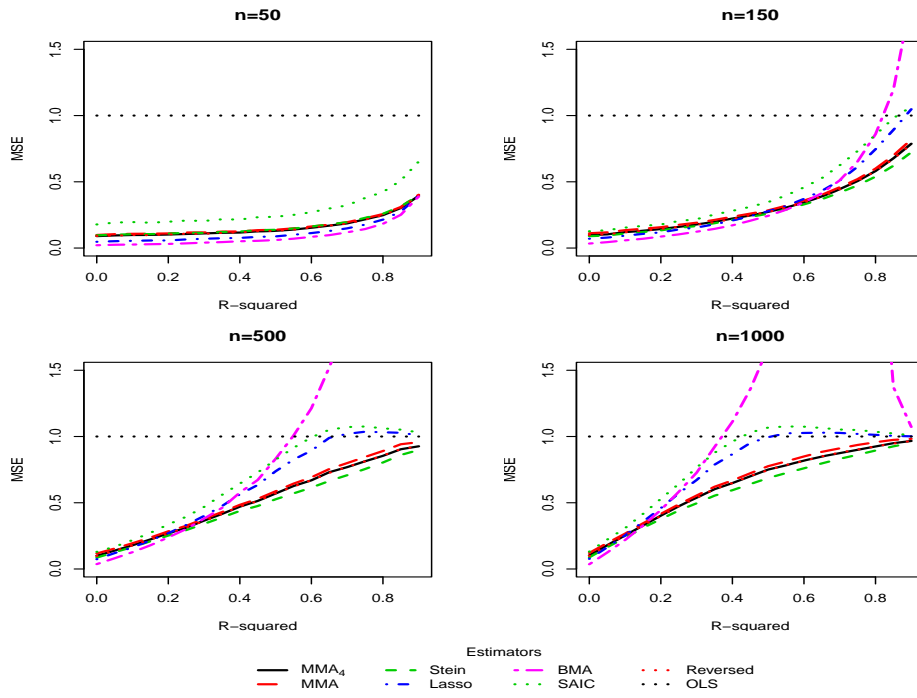 n=50
n=150
MSE
0.0 0.5 1.0 1.5
0.0 0.2 0.4 0.6 0.8
R-squared
MSE
0.0 0.5 1.0 1.5
0.0 0.2 0.4 0.6 0.8
R-squared
n=500
n=1000
MSE
0.0 0.5 1.0 1.5
0.0 0.2 0.4 0.6 0.8
R-squared
MSE
0.0 0.5 1.0 1.5
0.0 0.2 0.4 0.6 0.8
R-squared
Estimators
MMA₄ Stein BMA Reversed
MMA Lasso SAIC OLS